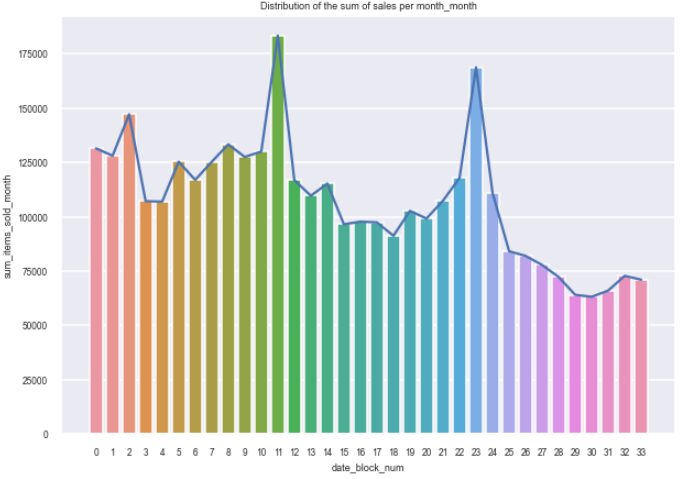 Distribution of the sum of sales per month_month
175000
150000
125000
100000
75000
50000
25000
0
sum_items_sold_month
0 1 2 3 4 5 6 7 8 9 10 11 12 13 14 15 16 17 18 19 20 21 22 23 24 25 26 27 28 29 30 31 32 33
date_block_num